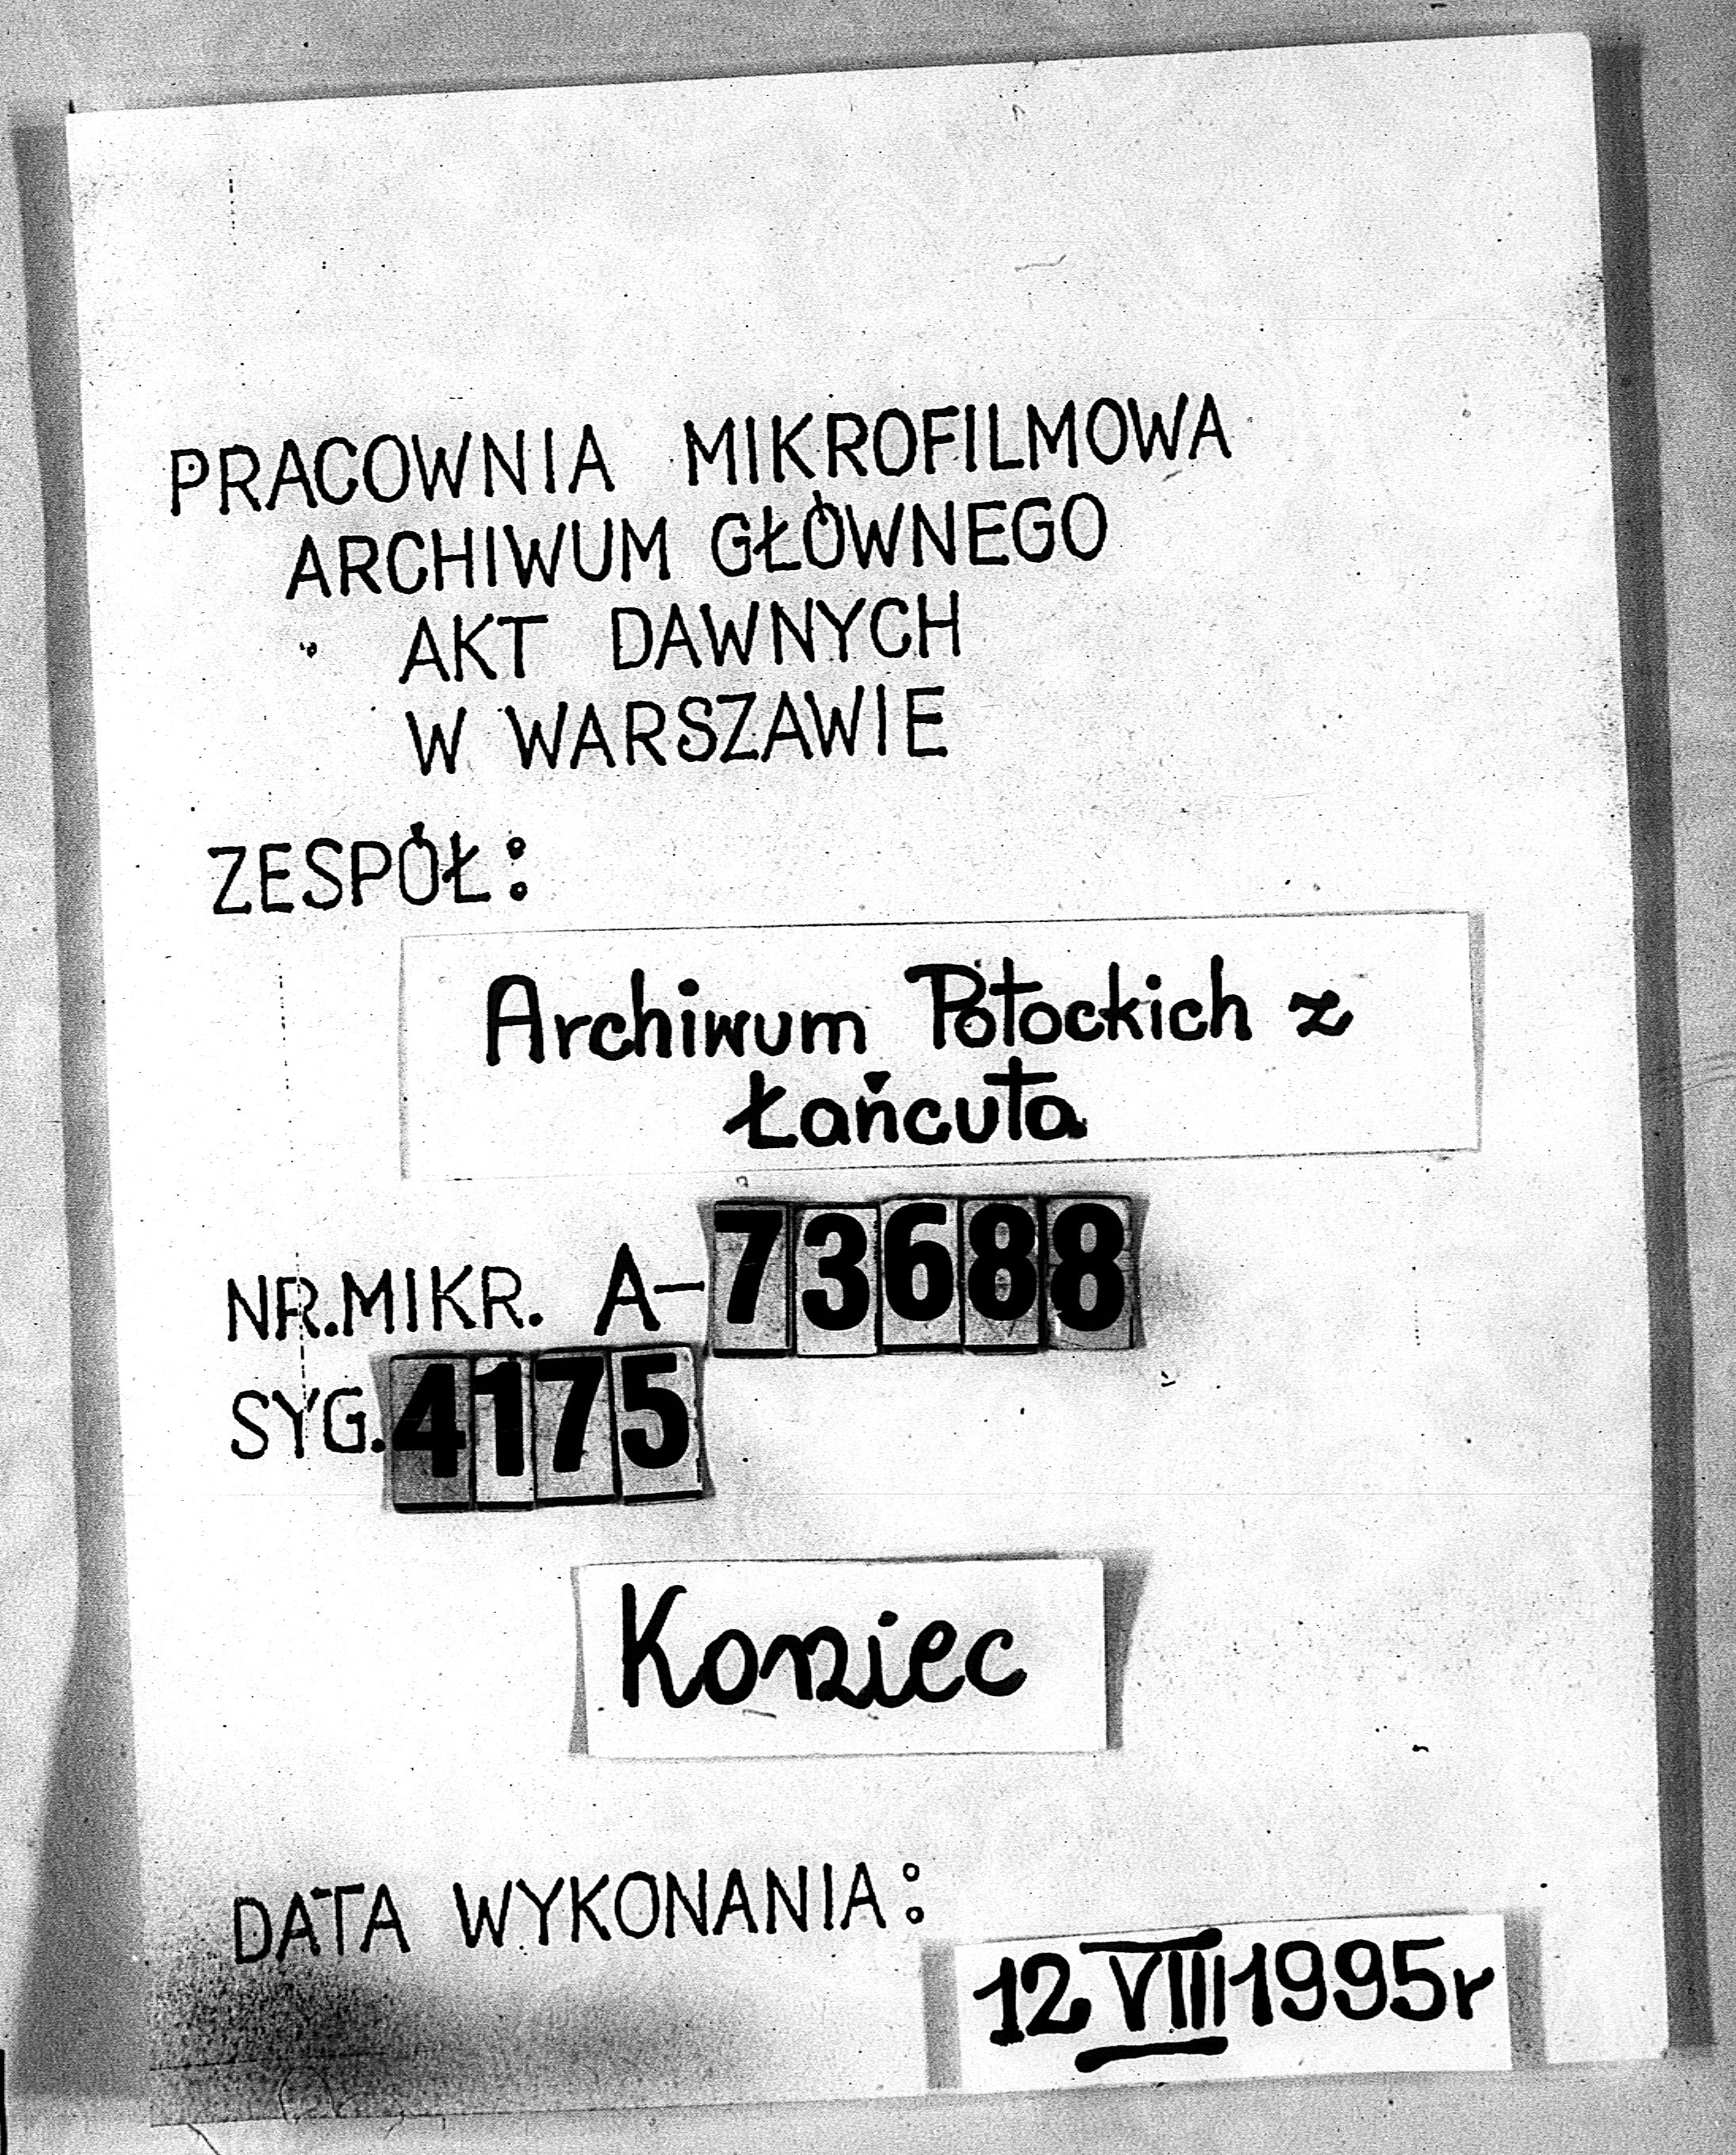 PRACOWNIA MIKROFILMOWA
ARCHIWUM GŁÓWNEGO
AKT DAWNYCH
W WARSZAWIE
ZESPÓŁ:
Archiwum Potockich z
Łańcuta
NR.MIKR. A-73688
SYG.4175
Koniec
DATA WYKONANIA:
12 VIII 1995r